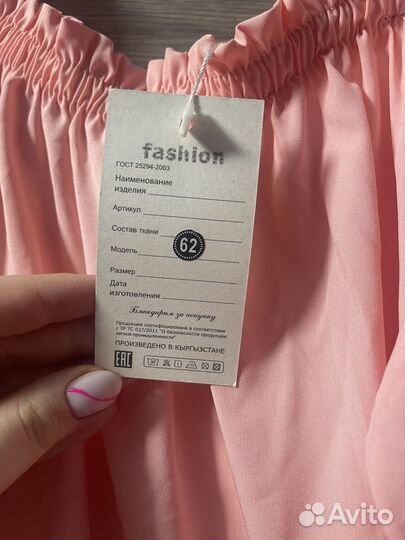 fashion
ГОСТ 25294-2003
Наименование
изделия
Артикул
Состав ткани
Модель
62
Размер
Дата
изготовления
Благодарим за покупку
Продукция сертифицирована в соответствии
с ТР ТС 017/2011 "О безопасности продукции
легкой промышленности"
ПРОИЗВЕДЕНО В КЫРГЫЗСТАНЕ
EAC
Avito